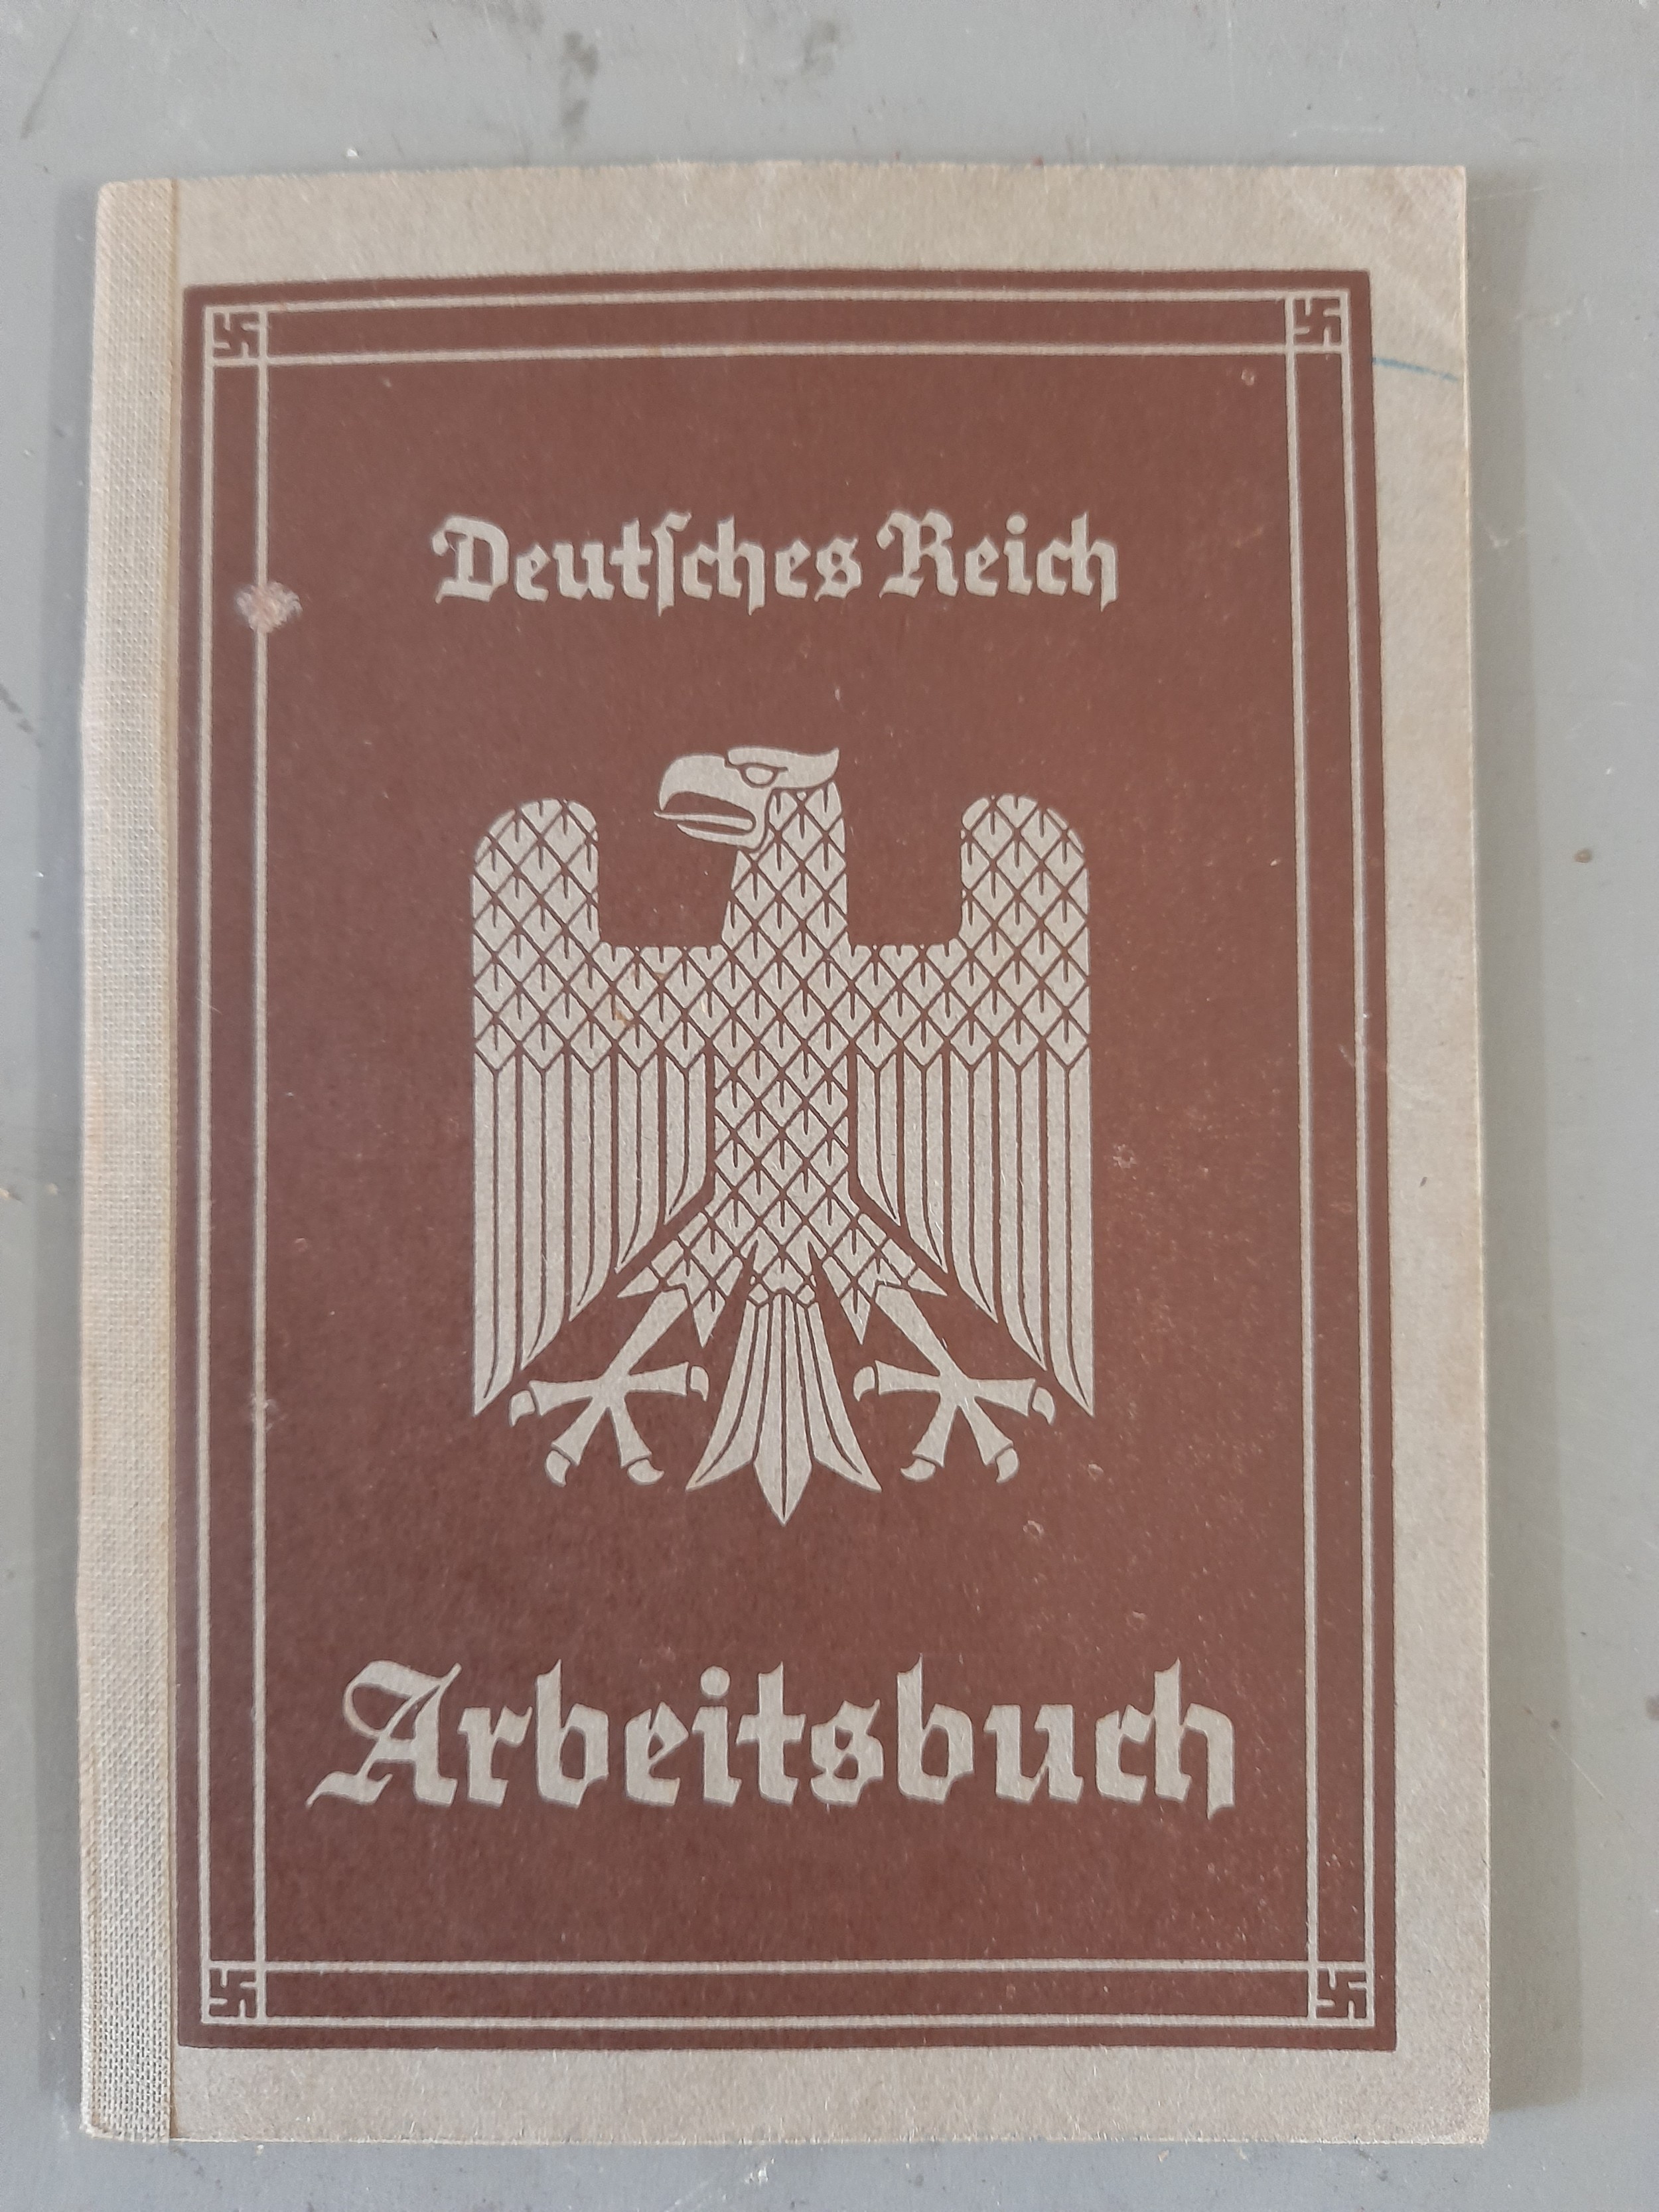 Deutſches Reich
Arbeitsbuch